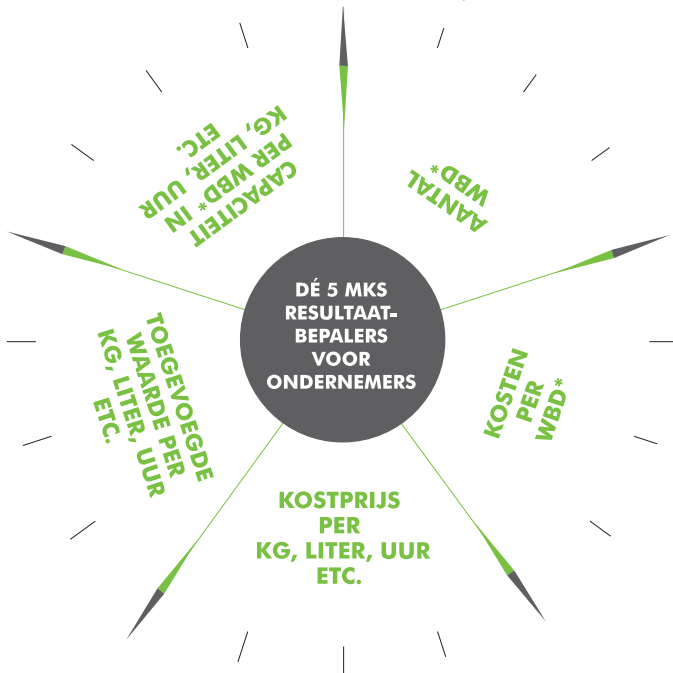 DÉ 5 MKS
RESULTAAT-
BEPALERS
VOOR
ONDERNEMERS
AANTAL
WBD*
KOSTEN
PER
WBD*
KOSTPRIJS
PER
KG, LITER, UUR
ETC.
TOEGEVOEGDE
WAARDE PER
KG, LITER, UUR
ETC.
CAPACITEIT
PER WBD* IN
KG, LITER, UUR
ETC.